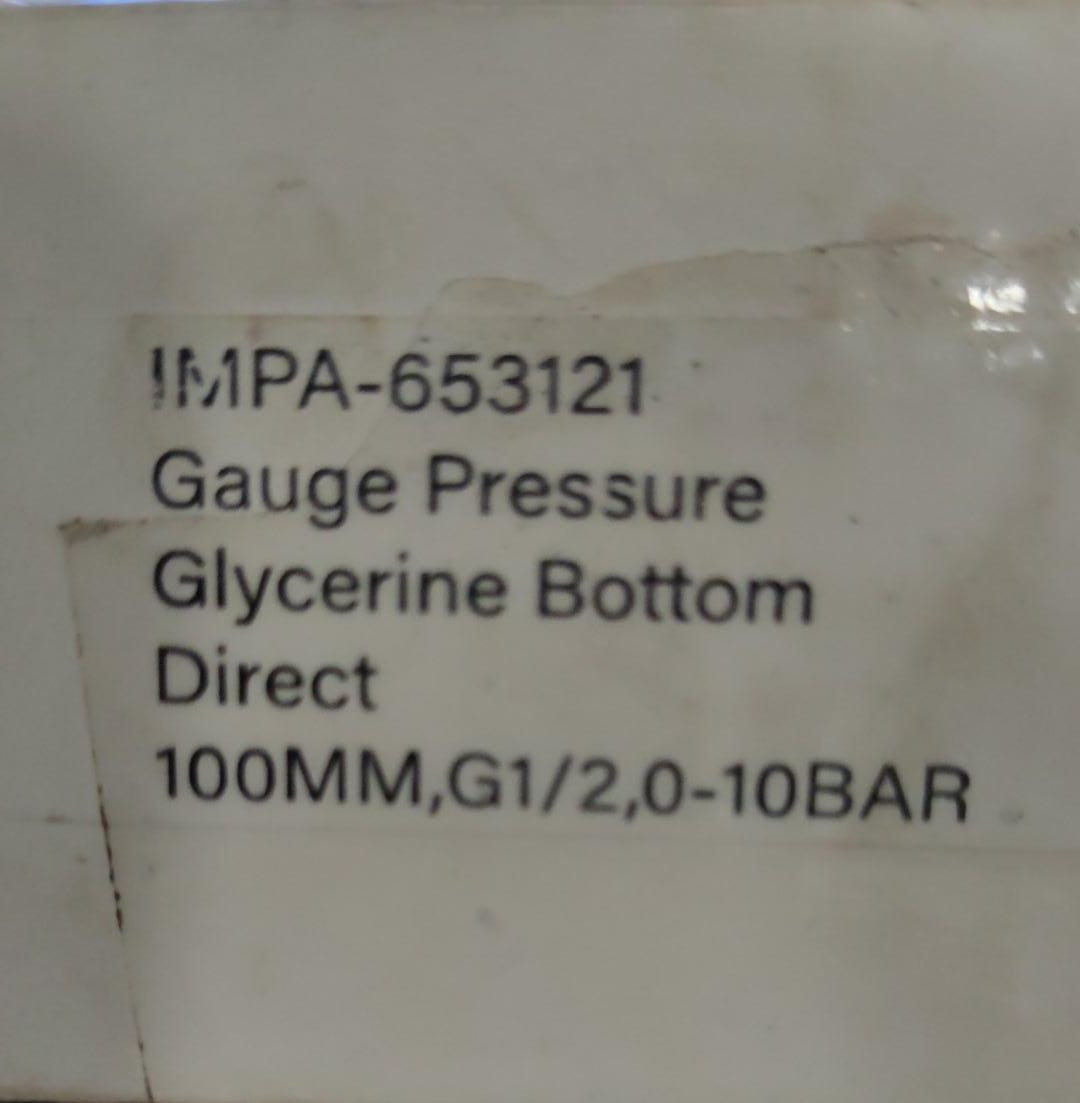 IMPA-653121
Gauge Pressure
Glycerine Bottom
Direct
100MM,G1/2,0-10BAR